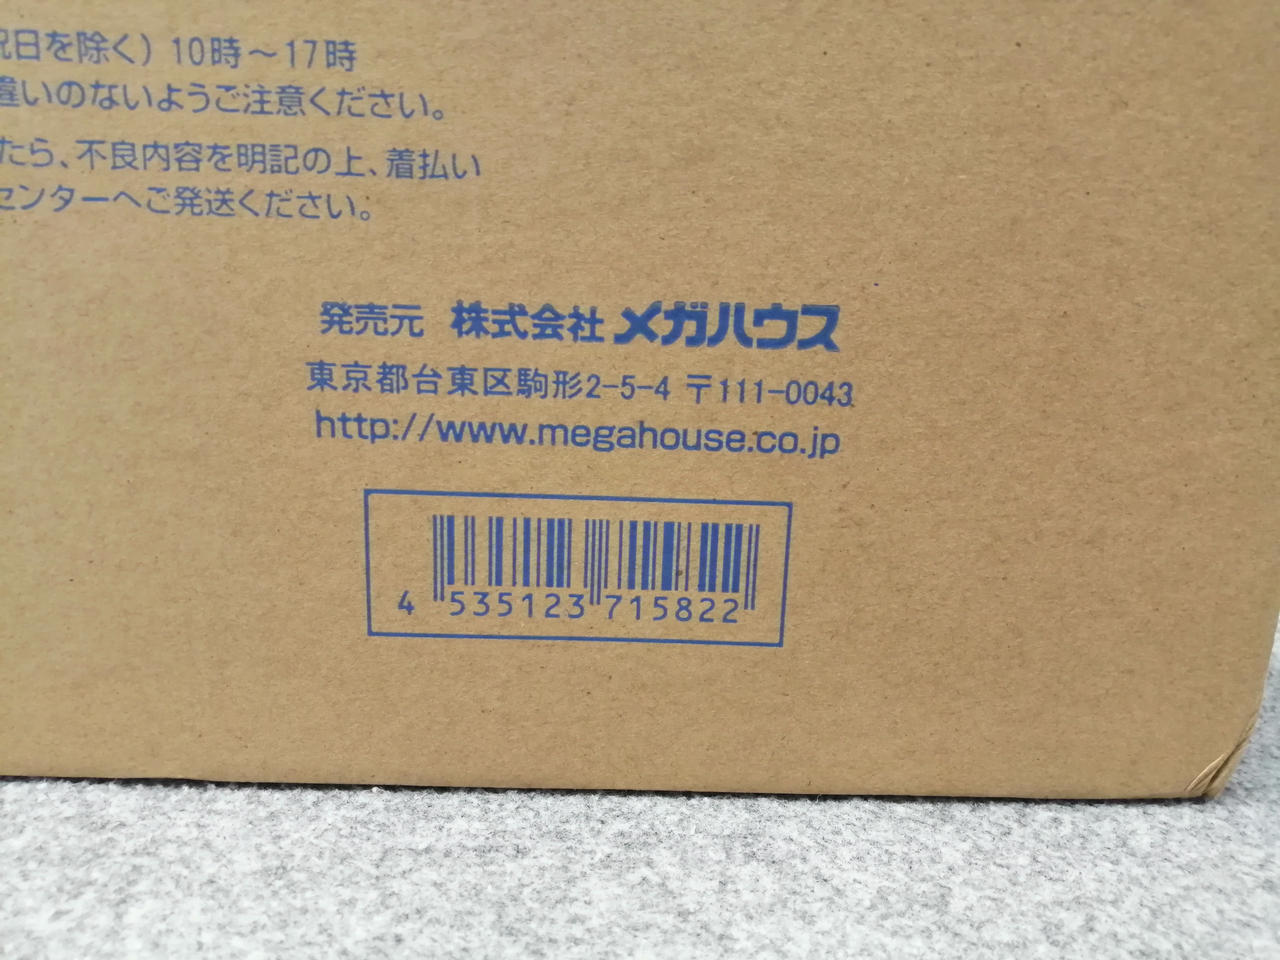 祝日を除く) 10時～17時
違いのないようご注意ください。
たら、不良内容を明記の上、着払い
センターへご発送ください。
発売元 株式会社 メガハウス
東京都台東区駒形2-5-4 〒111-0043
http://www.megahouse.co.jp
4 535123 715822